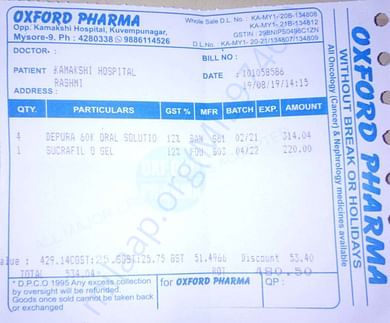 OXFORD PHARMA
Opp. Kamakshi Hospital, Kuvempunagar,
Mysore-9. Ph : 4280338 9886114526
Whole Sale D.L No. : KA-MY1- 20B-134808
KA-MY1- 21B-134812
GSTIN : 29BNIPS0496C1ZN
D.L No. KA-MY1- 20-21/134807/134809
DOCTOR-
BILL NO :
PATIENT KAMAKSHI HOSPITAL
RASHMI
DATE : 101058586
19/08/19/14:15
ADDRESS :
QTY. PARTICULARS GST % MFR BATCH EXP. AMOUNT
4 DEPURA 60K ORAL SOLUTIO 12% 02/21 314.04
1 SUCRAFIL O GEL 12% FOU 04/22 220.00
429.14 25.75 GST 51.4966 Discount 53.40
TOTAL 534.04 ROT 480.50
* D.P.C.O 1995 Any excess collection
by oversight will be refunded.
Goods once sold cannot be taken back
or exchanged
for OXFORD PHARMA
QP :
OXFORD PHARMA
WITHOUT BREAK OR HOLIDAYS
All Oncology (Cancer) & Nephrology medicines available